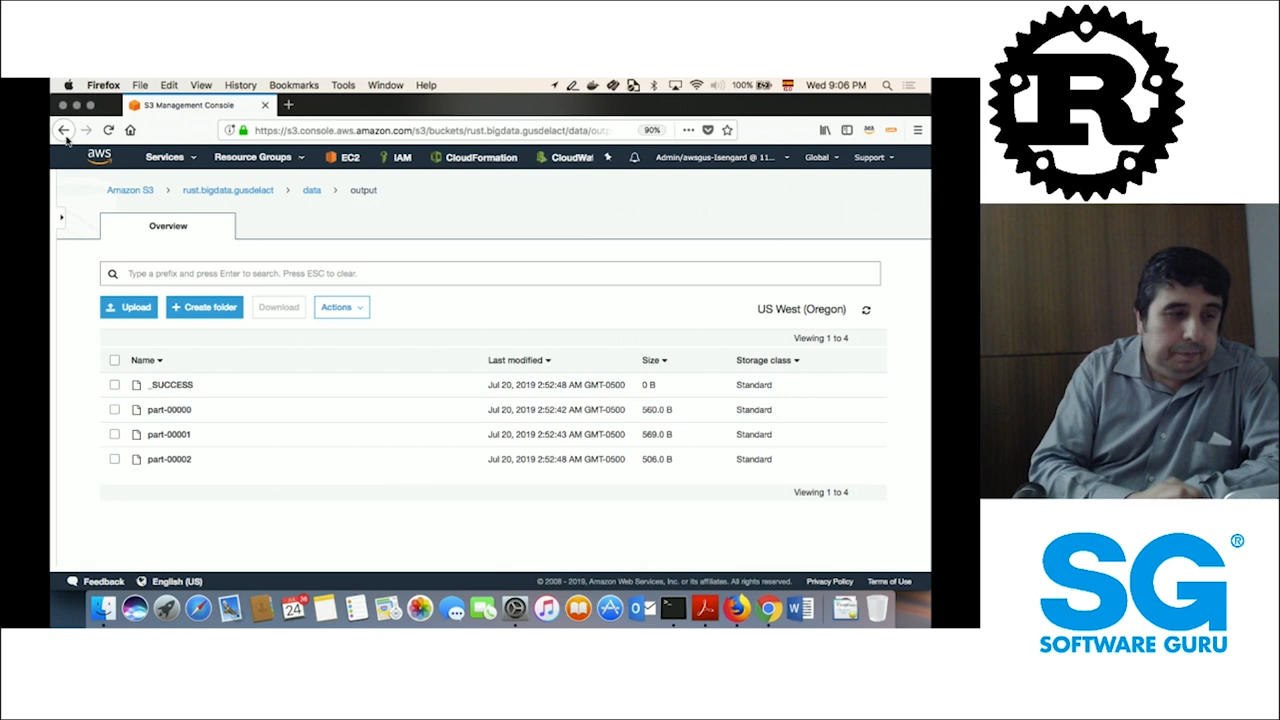 Firefox File Edit View History Bookmarks Tools Window Help 100% Wed 9:06 PM
S3 Management Console
https://s3.console.aws.amazon.com/s3/buckets/rust.bigdata.gusdelact/data/out 90%
aws Services Resource Groups EC2 IAM CloudFormation CloudWa Admin/awsgus-Isengard @ 11... Global Support
Amazon S3 rust.bigdata.gusdelact data output
Overview
Type a prefix and press Enter to search. Press ESC to clear.
Upload + Create folder Download Actions US West (Oregon)
Viewing 1 to 4
Name Last modified Size Storage class
_SUCCESS Jul 20, 2019 2:52:48 AM GMT-0500 0 B Standard
part-00000 Jul 20, 2019 2:52:42 AM GMT-0500 560.0 B Standard
part-00001 Jul 20, 2019 2:52:43 AM GMT-0500 569.0 B Standard
part-00002 Jul 20, 2019 2:52:48 AM GMT-0500 506.0 B Standard
Viewing 1 to 4
Feedback English (US) © 2008 - 2019, Amazon Web Services, Inc. or its affiliates. All rights reserved. Privacy Policy Terms of Use
JUL 24
R
SG®
SOFTWARE GURU